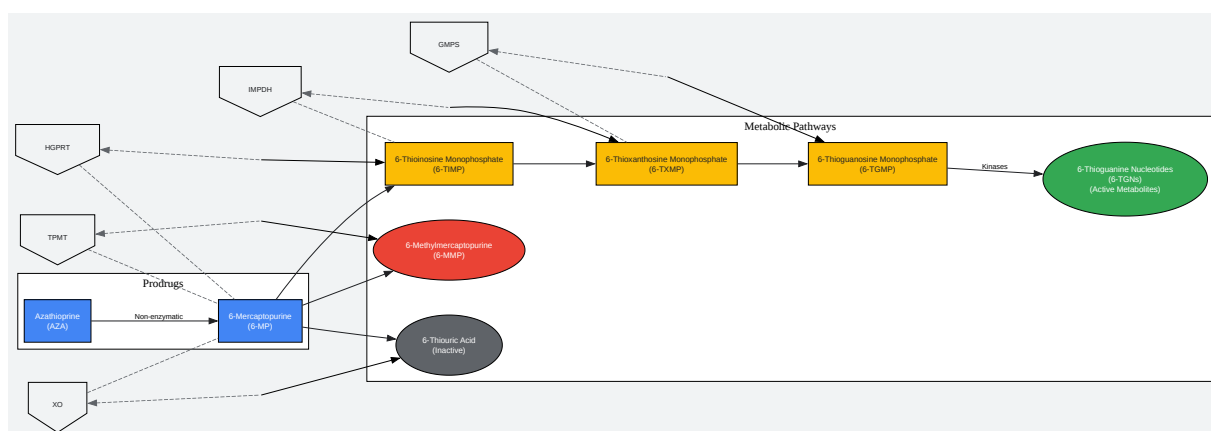 GMPS
IMPDH
Metabolic Pathways
HGPRT
6-Thioinosine Monophosphate
(6-TIMP)
6-Thioxanthosine Monophosphate
(6-TXMP)
6-Thioguanosine Monophosphate
(6-TGMP)
Kinases
6-Thioguanine Nucleotides
(6-TGNs)
(Active Metabolites)
TPMT
6-Methylmercaptopurine
(6-MMP)
Prodrugs
Azathioprine
(AZA)
Non-enzymatic
6-Mercaptopurine
(6-MP)
6-Thiouric Acid
(Inactive)
XO